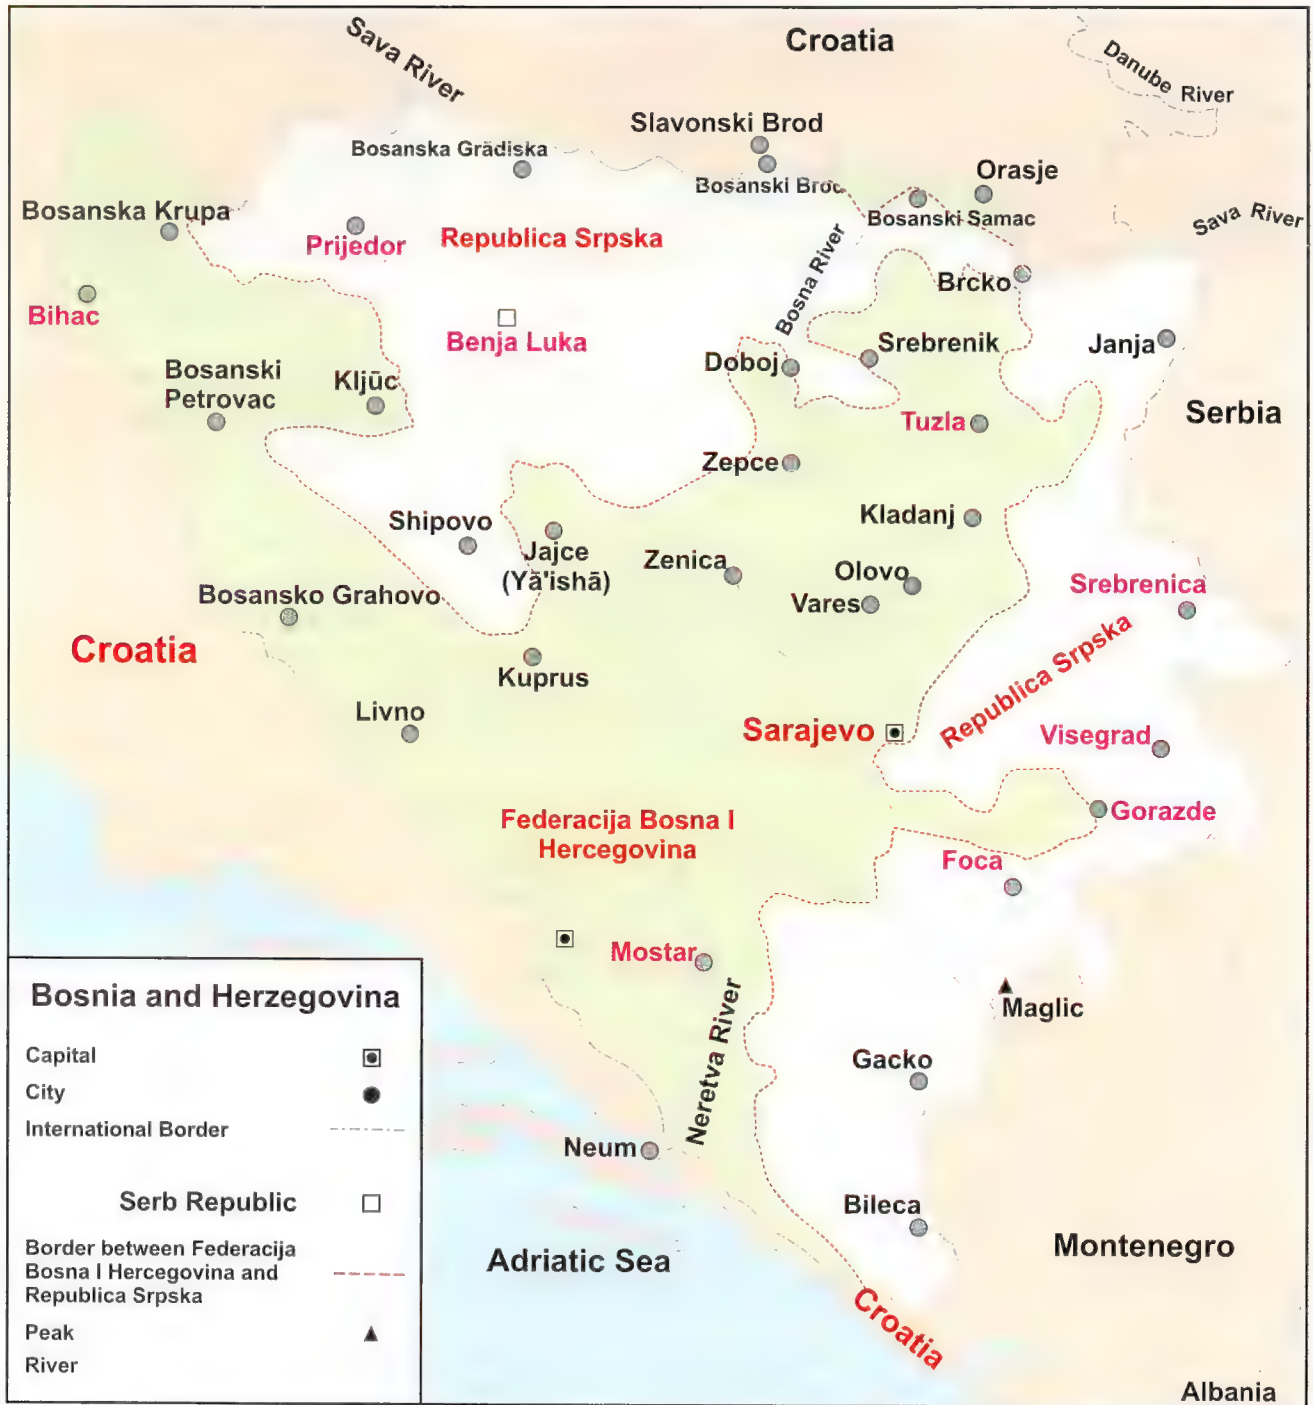 Sava River
Croatia
Danube River
Slavonski Brod
Bosanska Grādiska
Bosanski Brod
Orasje
Bosanska Krupa
Bosanski Samac
Sava River
Prijedor
Republica Srpska
Bosna River
Brcko
Bihac
Benja Luka
Srebrenik
Janja
Doboj
Bosanski
Petrovac
Kljūc
Serbia
Tuzla
Zepce
Shipovo
Kladanj
Jajce
(Yā'ishā)
Zenica
Olovo
Vares
Srebrenica
Bosansko Grahovo
Croatia
Kuprus
Republica Srpska
Livno
Sarajevo
Visegrad
Federacija Bosna I
Hercegovina
Gorazde
Foca
Mostar
Neretva River
Maglic
Gacko
Neum
Bileca
Adriatic Sea
Montenegro
Croatia
Albania
Bosnia and Herzegovina
Capital
City
International Border
Serb Republic
Border between Federacija
Bosna I Hercegovina and
Republica Srpska
Peak
River